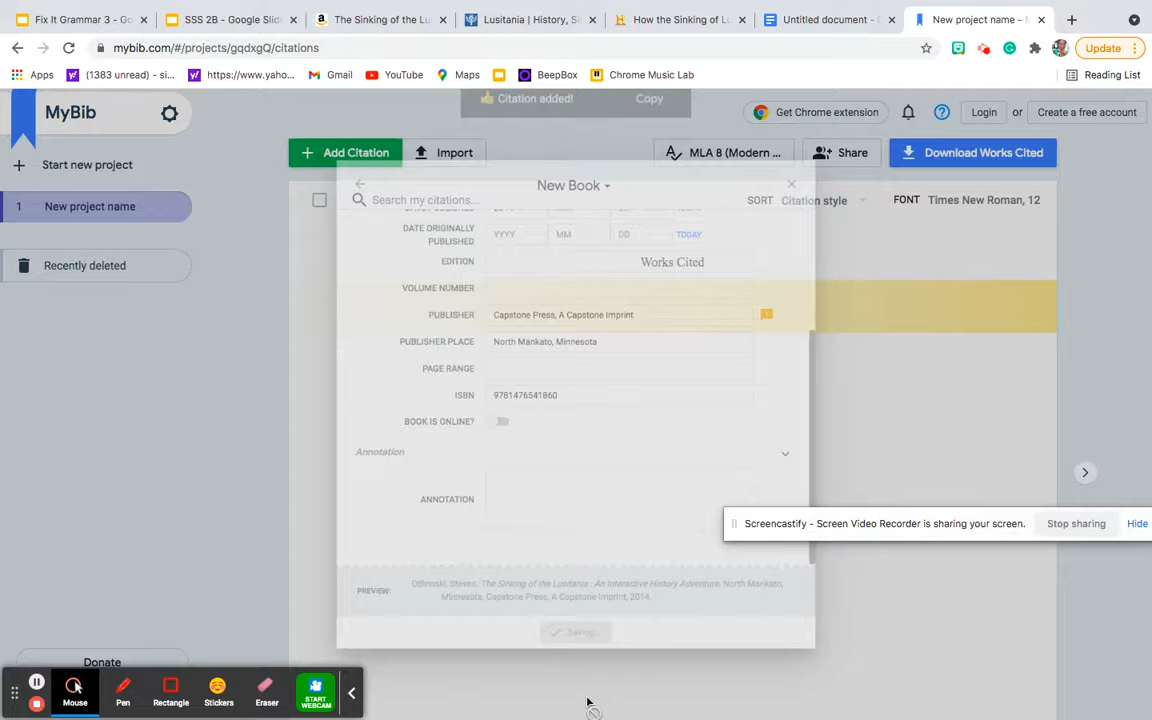 Fix It Grammar 3 - Go
SSS 2B - Google Slid
The Sinking of the Lu
Lusitania | History, Si
How the Sinking of L
Untitled document -
New project name – M
mybib.com/#/projects/gqdxgQ/citations
Update
Apps
(1383 unread) - si...
https://www.yaho...
Gmail
YouTube
Maps
BeepBox
Chrome Music Lab
Reading List
MyBib
Citation added!
Copy
Get Chrome extension
Login
or
Create a free account
Start new project
Add Citation
Import
MLA 8 (Modern ...
Share
Download Works Cited
1
New project name
New Book
Search my citations...
SORT
Citation style
FONT
Times New Roman, 12
DATE ORIGINALLY
PUBLISHED
YYYY
MM
DD
TODAY
EDITION
Works Cited
Recently deleted
VOLUME NUMBER
PUBLISHER
Capstone Press, A Capstone Imprint
PUBLISHER PLACE
North Mankato, Minnesota
PAGE RANGE
ISBN
9781476541860
BOOK IS ONLINE?
Annotation
ANNOTATION
Screencastify - Screen Video Recorder is sharing your screen.
Stop sharing
Hide
PREVIEW:
Otfinoski, Steven. The Sinking of the Lusitania : An Interactive History Adventure. North Mankato,
Minnesota, Capstone Press, A Capstone Imprint, 2014.
Saving...
Donate
Mouse
Pen
Rectangle
Stickers
Eraser
START
WEBCAM